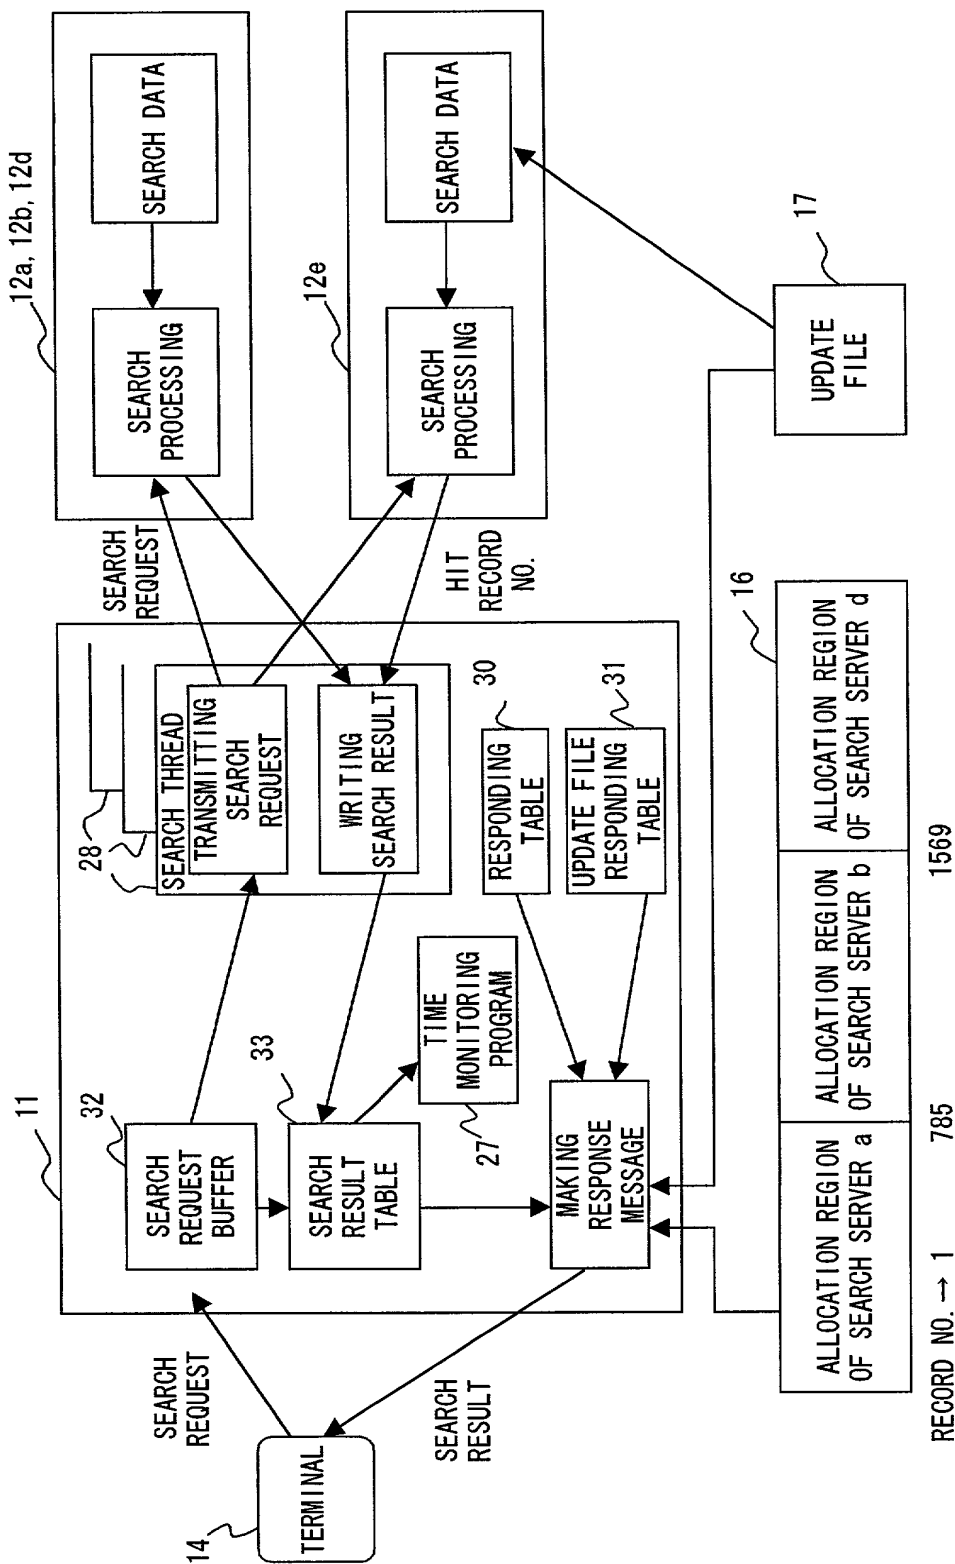 11
12a, 12b, 12d
28
SEARCH
REQUEST
32
SEARCH
REQUEST
BUFFER
SEARCH THREAD
TRANSMITTING
SEARCH
REQUEST
SEARCH
PROCESSING
SEARCH DATA
SEARCH
REQUEST
14
TERMINAL
33
SEARCH
RESULT
TABLE
WRITING
SEARCH RESULT
12e
SEARCH
PROCESSING
SEARCH DATA
HIT
RECORD
NO.
TIME
MONITORING
PROGRAM
27
SEARCH
RESULT
30
RESPONDING
TABLE
MAKING
RESPONSE
MESSAGE
31
UPDATE FILE
RESPONDING
TABLE
16
ALLOCATION REGION
OF SEARCH SERVER a
ALLOCATION REGION
OF SEARCH SERVER b
ALLOCATION REGION
OF SEARCH SERVER d
17
UPDATE
FILE
RECORD NO. → 1
785
1569